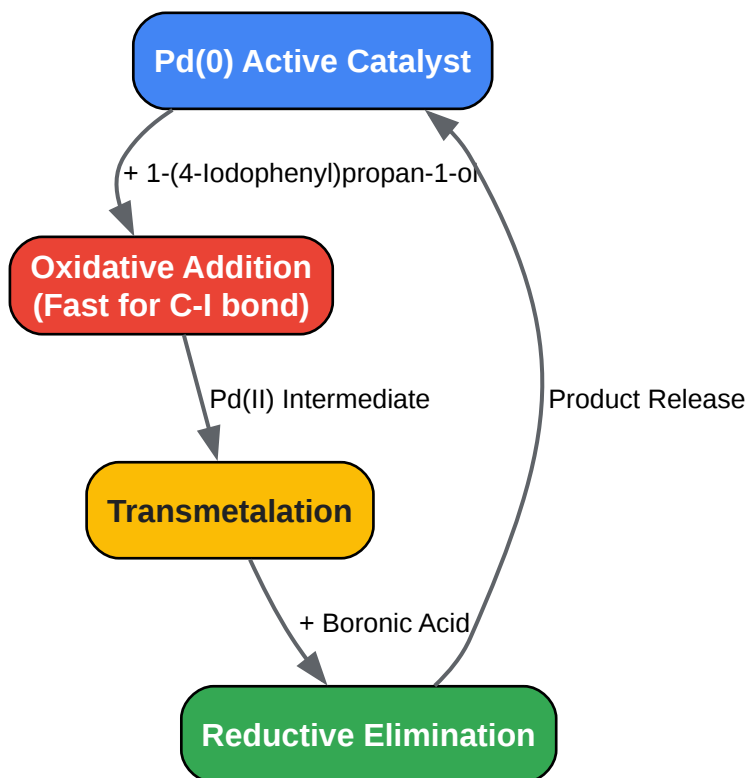 Pd(0) Active Catalyst
+ 1-(4-Iodophenyl)propan-1-ol
Oxidative Addition
(Fast for C-I bond)
Pd(II) Intermediate
Product Release
Transmetalation
+ Boronic Acid
Reductive Elimination